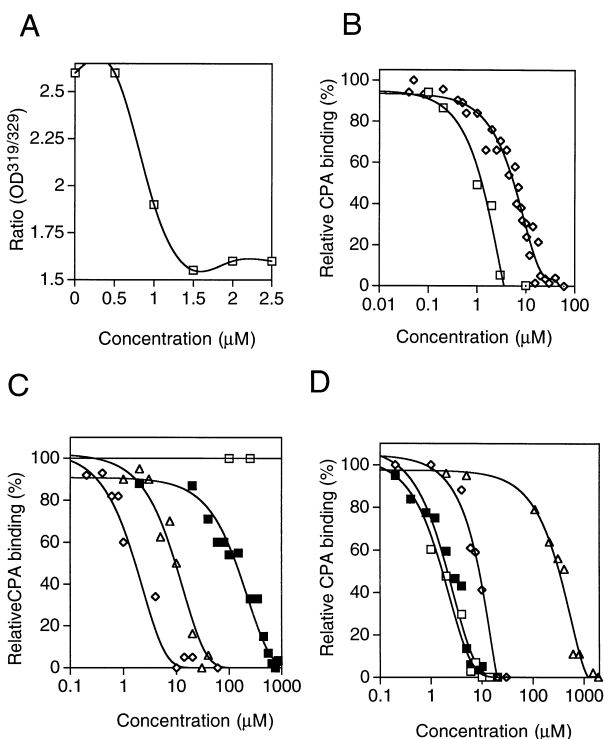 A
Ratio (OD319/329)
2.5
2.25
2
1.75
1.5
0 0.5 1 1.5 2 2.5
Concentration (µM)
B
Relative CPA binding (%)
100
80
60
40
20
0
0.01 0.1 1 10 100
Concentration (µM)
C
RelativeCPA binding (%)
100
80
60
40
20
0
0.1 1 10 100 1000
Concentration (µM)
D
Relative CPA binding (%)
100
80
60
40
20
0
0.1 1 10 100 1000
Concentration (µM)